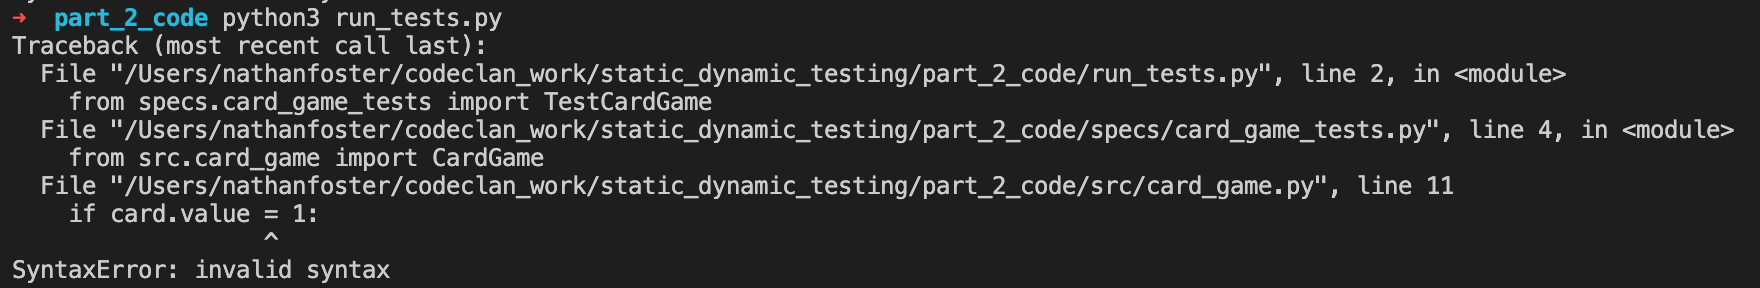 → part_2_code python3 run_tests.py
Traceback (most recent call last):
  File "/Users/nathanfoster/codeclan_work/static_dynamic_testing/part_2_code/run_tests.py", line 2, in <module>
    from specs.card_game_tests import TestCardGame
  File "/Users/nathanfoster/codeclan_work/static_dynamic_testing/part_2_code/specs/card_game_tests.py", line 4, in <module>
    from src.card_game import CardGame
  File "/Users/nathanfoster/codeclan_work/static_dynamic_testing/part_2_code/src/card_game.py", line 11
    if card.value = 1:
                  ^
SyntaxError: invalid syntax